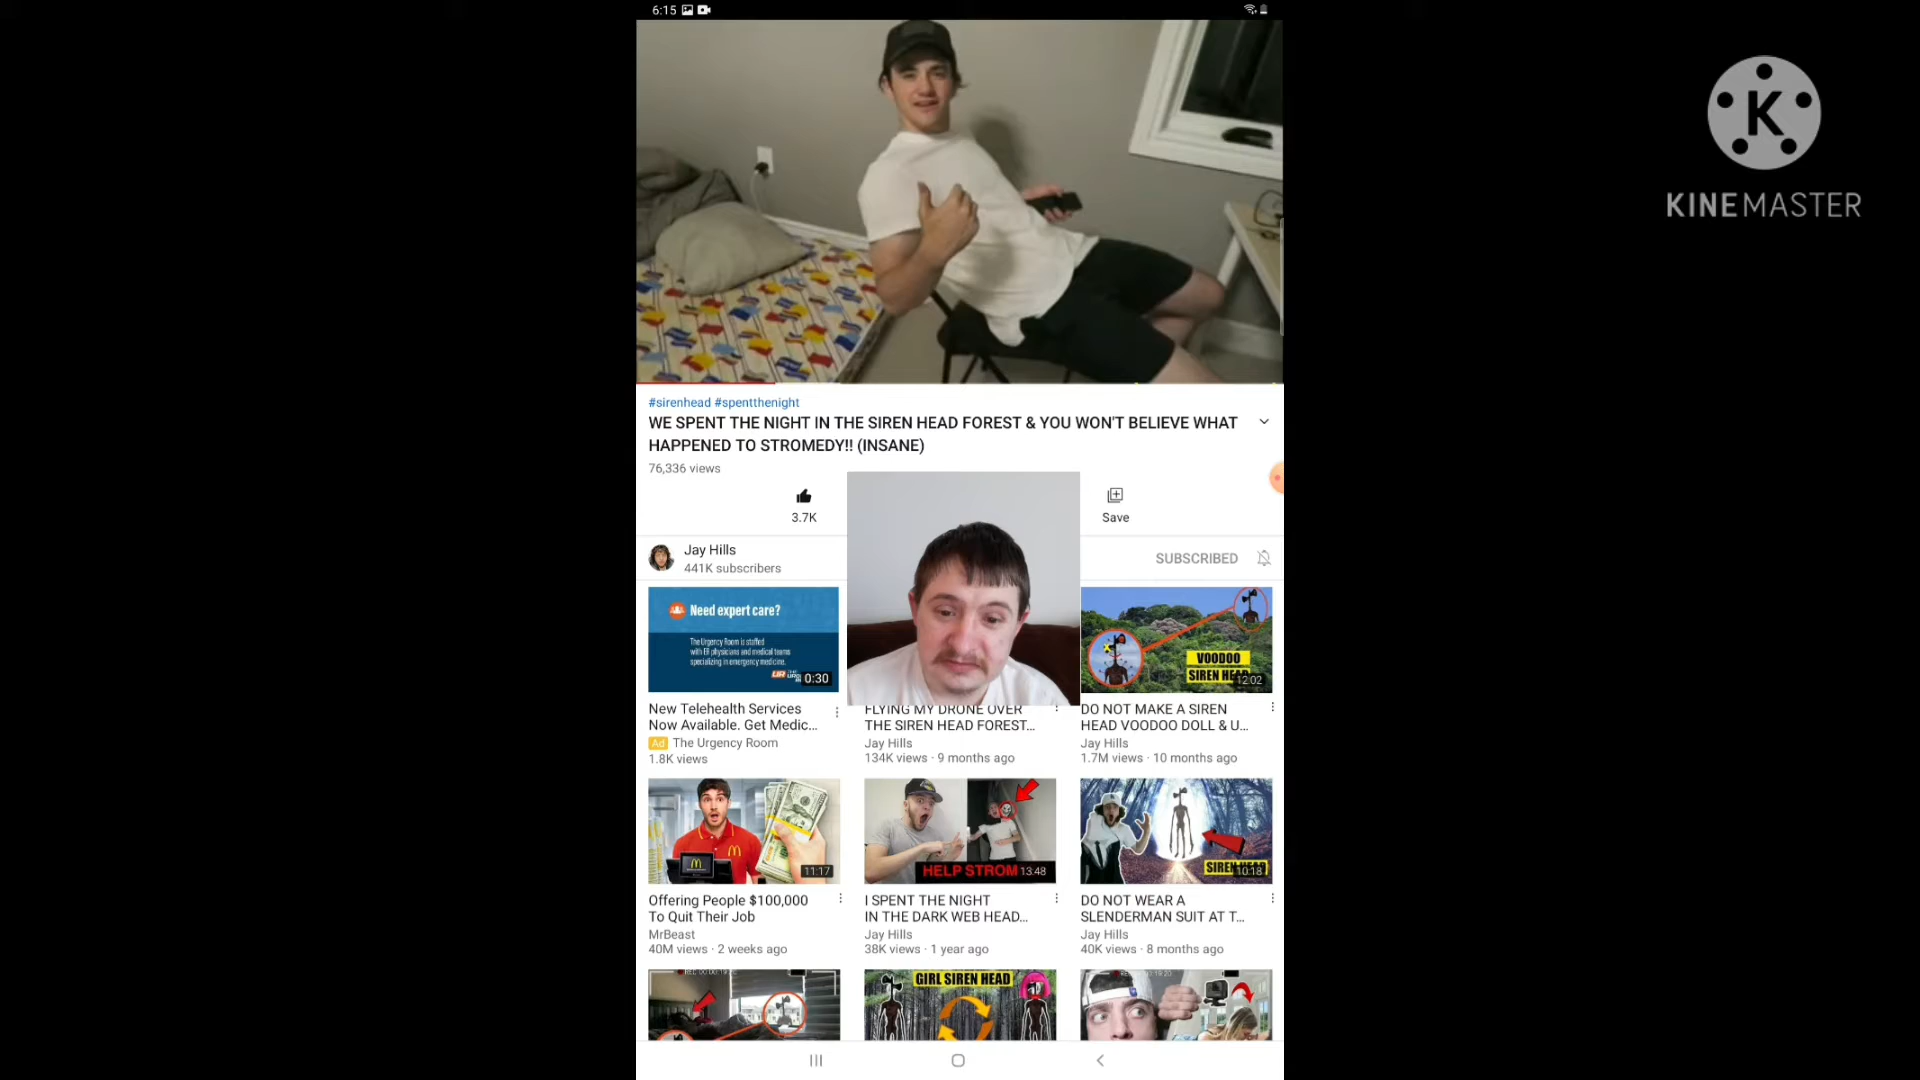 6:15
KINEMASTER
#sirenhead #spentthenight
WE SPENT THE NIGHT IN THE SIREN HEAD FOREST & YOU WON'T BELIEVE WHAT
HAPPENED TO STROMEDY!! (INSANE)
76,336 views
3.7K
Save
Jay Hills
441K subscribers
SUBSCRIBED
Need expert care?
The Urgency Room is staffed
with ER physicians and medical teams
specializing in emergency medicine.
0:30
New Telehealth Services
Now Available. Get Medic...
Ad The Urgency Room
1.8K views
FLYING MY DRONE OVER
THE SIREN HEAD FOREST...
Jay Hills
134K views · 9 months ago
VOODOO
SIREN
12:02
DO NOT MAKE A SIREN
HEAD VOODOO DOLL & U...
Jay Hills
1.7M views · 10 months ago
11:17
Offering People $100,000
To Quit Their Job
MrBeast
40M views · 2 weeks ago
HELP STROM
13:48
I SPENT THE NIGHT
IN THE DARK WEB HEAD...
Jay Hills
38K views · 1 year ago
SIREN HEAD
10:18
DO NOT WEAR A
SLENDERMAN SUIT AT T...
Jay Hills
40K views · 8 months ago
GIRL SIREN HEAD